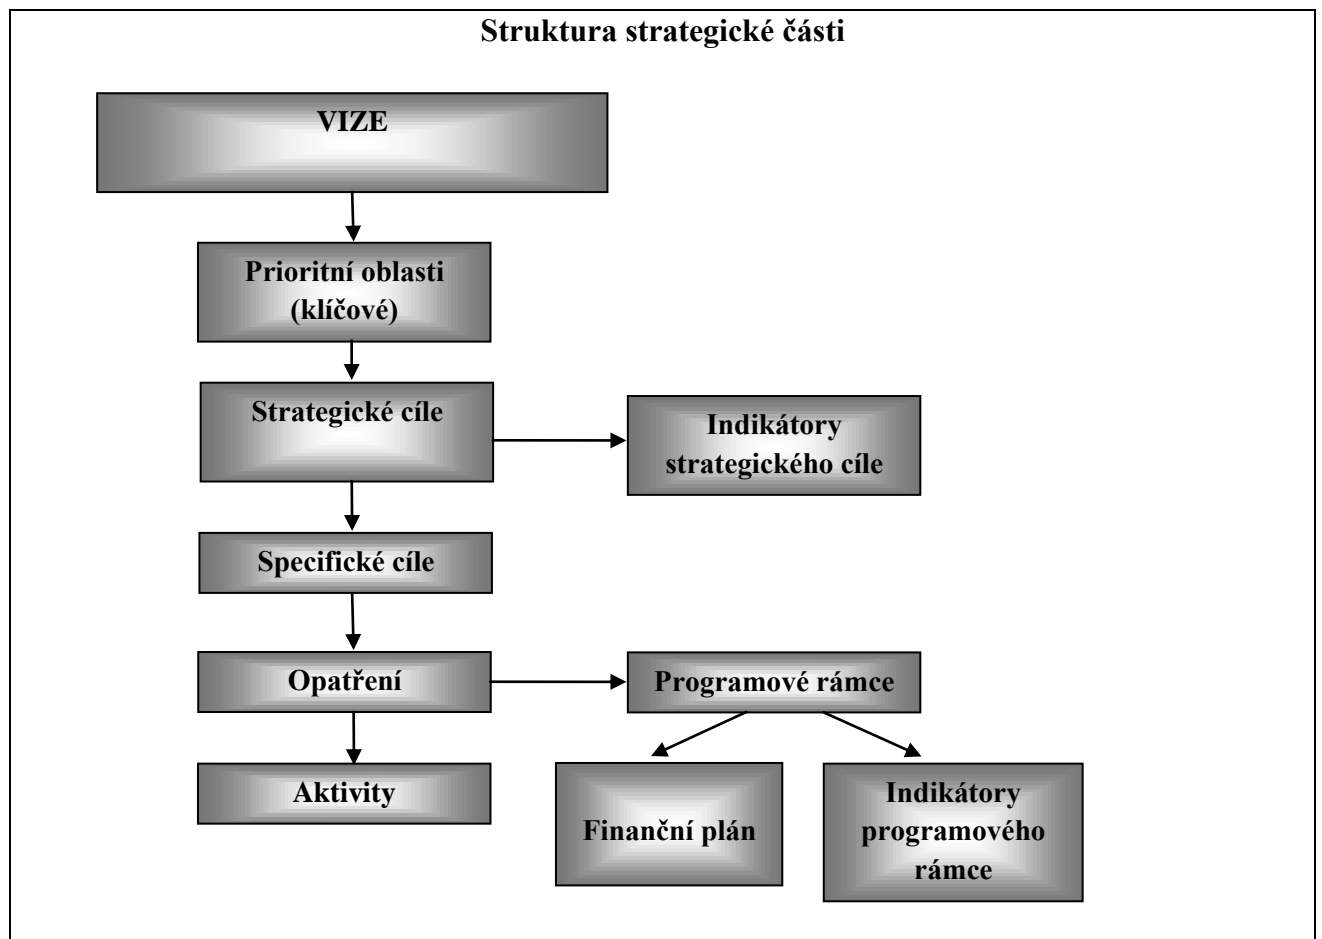 Struktura strategické části
VIZE
Prioritní oblasti
(klíčové)
Strategické cíle
Indikátory
strategického cíle
Specifické cíle
Opatření
Programové rámce
Aktivity
Finanční plán
Indikátory
programového
rámce